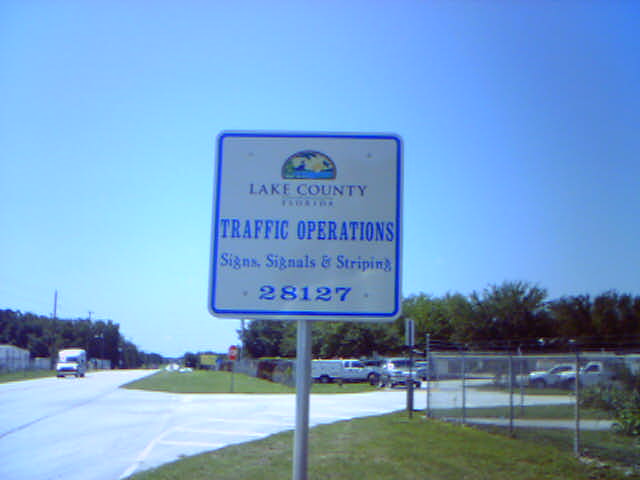 LAKE COUNTY
FLORIDA
TRAFFIC OPERATIONS
Signs, Signals & Striping
28127